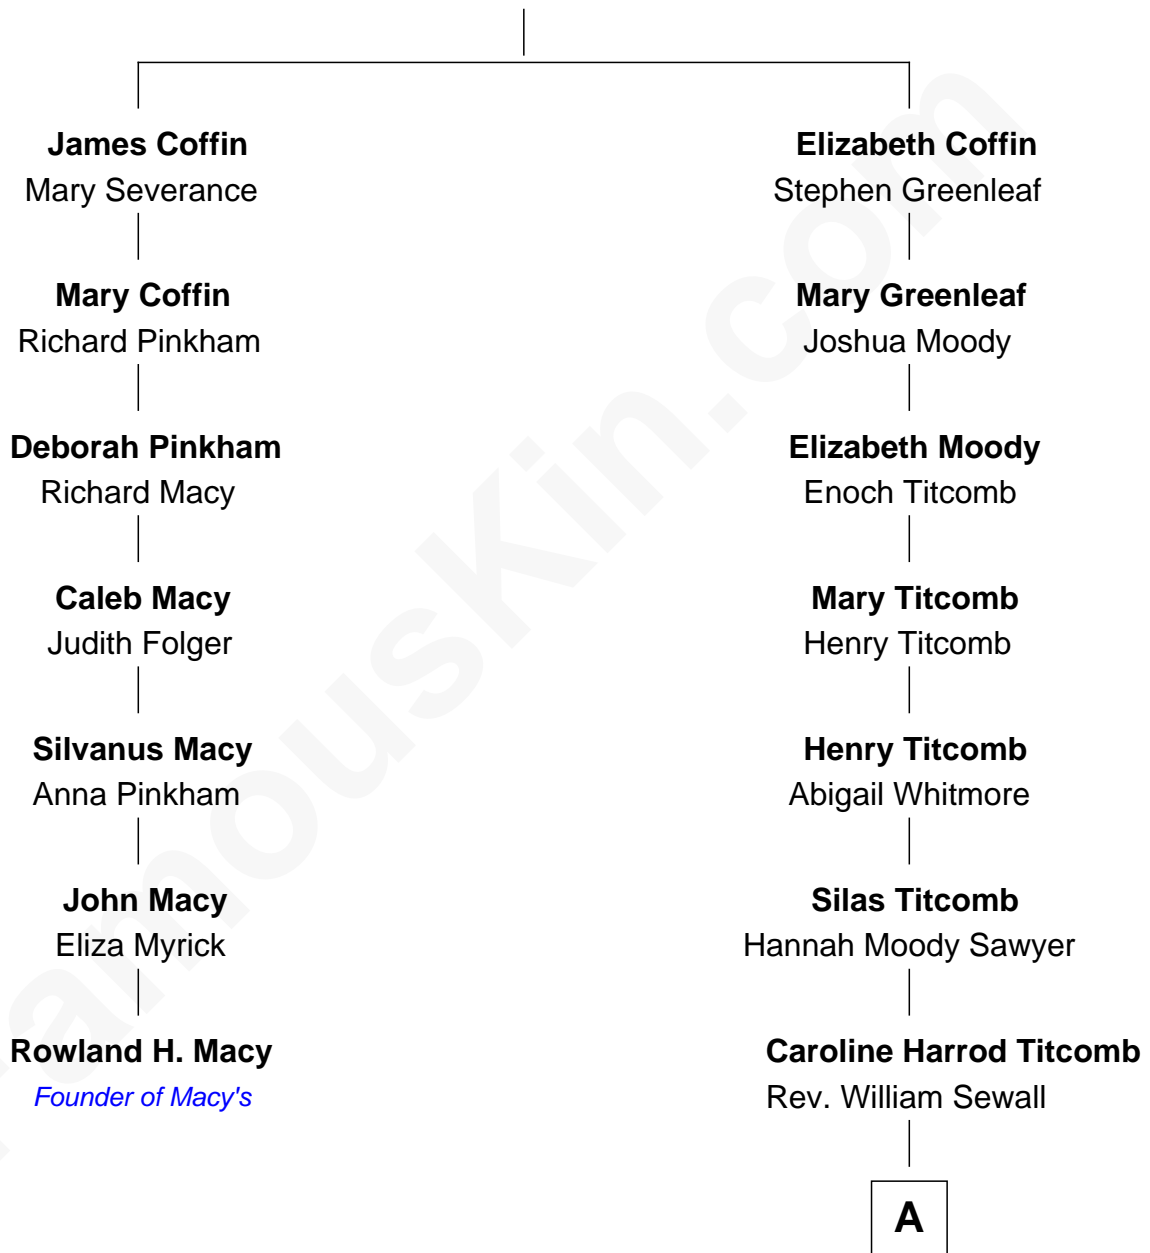 James Coffin
Mary Severance
Mary Coffin
Richard Pinkham
Deborah Pinkham
Richard Macy
Caleb Macy
Judith Folger
Silvanus Macy
Anna Pinkham
John Macy
Eliza Myrick
Rowland H. Macy
Founder of Macy's
Elizabeth Coffin
Stephen Greenleaf
Mary Greenleaf
Joshua Moody
Elizabeth Moody
Enoch Titcomb
Mary Titcomb
Henry Titcomb
Henry Titcomb
Abigail Whitmore
Silas Titcomb
Hannah Moody Sawyer
Caroline Harrod Titcomb
Rev. William Sewall
A
FamousKin.com